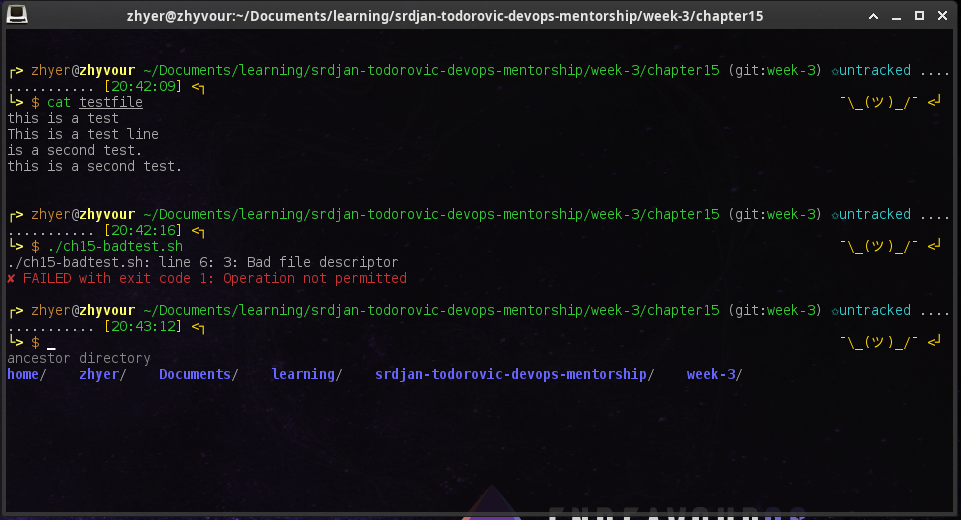 zhyer@zhyvour:~/Documents/learning/srdjan-todorovic-devops-mentorship/week-3/chapter15
┌> zhyer@zhyvour ~/Documents/learning/srdjan-todorovic-devops-mentorship/week-3/chapter15 (git:week-3) ✩untracked ....
........... [20:42:09] <┐
└> $ cat testfile ¯\_(ツ)_/¯ <┘
this is a test
This is a test line
is a second test.
this is a second test.
┌> zhyer@zhyvour ~/Documents/learning/srdjan-todorovic-devops-mentorship/week-3/chapter15 (git:week-3) ✩untracked ....
........... [20:42:16] <┐
└> $ ./ch15-badtest.sh ¯\_(ツ)_/¯ <┘
./ch15-badtest.sh: line 6: 3: Bad file descriptor
✘ FAILED with exit code 1: Operation not permitted
┌> zhyer@zhyvour ~/Documents/learning/srdjan-todorovic-devops-mentorship/week-3/chapter15 (git:week-3) ✩untracked ....
........... [20:43:12] <┐
└> $ _ ¯\_(ツ)_/¯ <┘
ancestor directory
home/ zhyer/ Documents/ learning/ srdjan-todorovic-devops-mentorship/ week-3/